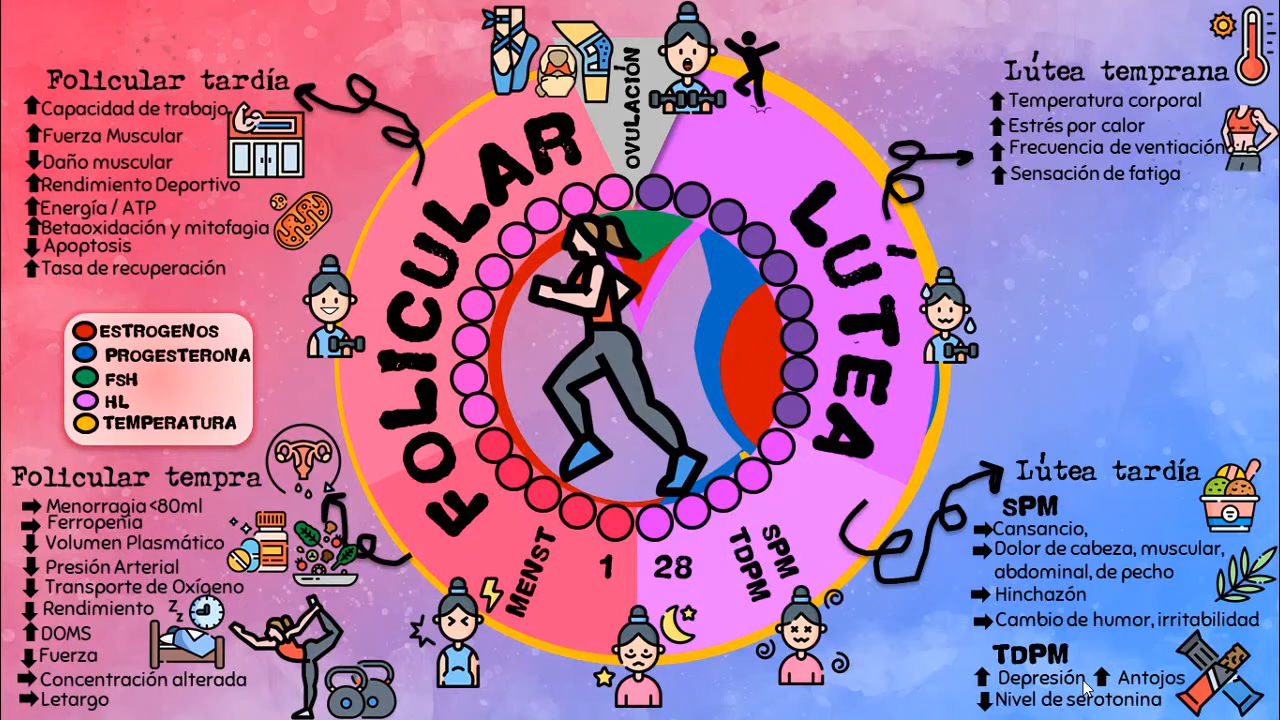 Folicular tardía
Capacidad de trabajo
Fuerza Muscular
Daño muscular
Rendimiento Deportivo
Energía / ATP
Betaoxidación y mitofagia
Apoptosis
Tasa de recuperación
ESTROGENOS
PROGESTERONA
FSH
HL
TEMPERATURA
Folicular tempra
Menorragia <80ml
Ferropenia
Volumen Plasmático
Presión Arterial
Transporte de Oxígeno
Rendimiento
DOMS
Fuerza
Concentración alterada
Letargo
Zz
FOLICULAR
OVULACIÓN
LÚTEA
MENST
1
28
SPM
TDPM
Lútea temprana
Temperatura corporal
Estrés por calor
Frecuencia de ventiación
Sensación de fatiga
Lútea tardía
SPM
Cansancio,
Dolor de cabeza, muscular,
abdominal, de pecho
Hinchazón
Cambio de humor, irritabilidad
TDPM
Depresión
Antojos
Nivel de serotonina